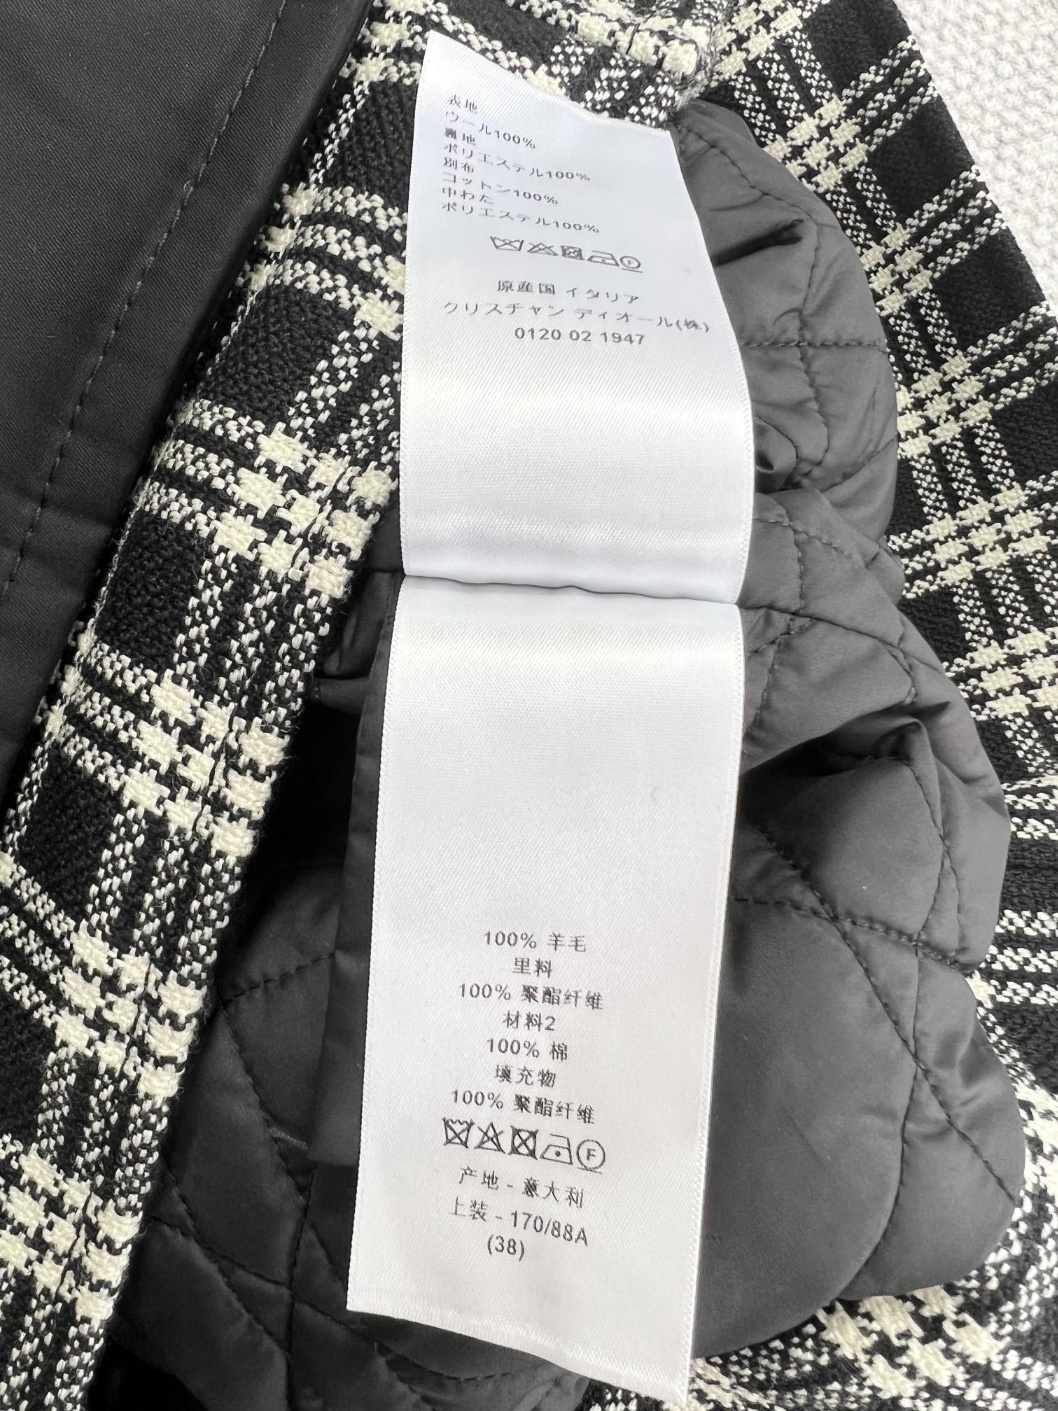 表地
ウール100%
裏地
ポリエステル100%
別布
コットン100%
中わた
ポリエステル100%
原産国 イタリア
クリスチャン ディオール(株)
0120 02 1947
100% 羊毛
里料
100% 聚酯纤维
材料2
100% 棉
填充物
100% 聚酯纤维
F
产地 - 意大利
上装 - 170/88A
(38)